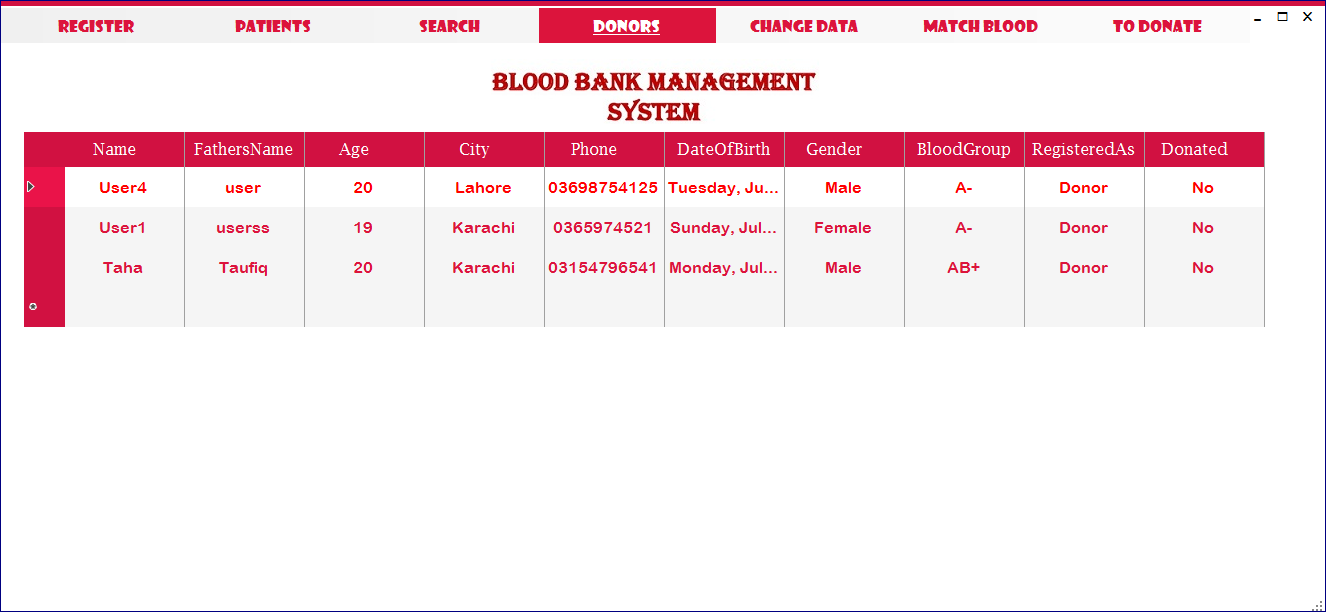 REGISTER PATIENTS SEARCH DONORS CHANGE DATA MATCH BLOOD TO DONATE
BLOOD BANK MANAGEMENT
SYSTEM
Name FathersName Age City Phone DateOfBirth Gender BloodGroup RegisteredAs Donated
User4 user 20 Lahore 03698754125 Tuesday, Ju... Male A- Donor No
User1 userss 19 Karachi 0365974521 Sunday, Jul... Female A- Donor No
Taha Taufiq 20 Karachi 03154796541 Monday, Jul... Male AB+ Donor No